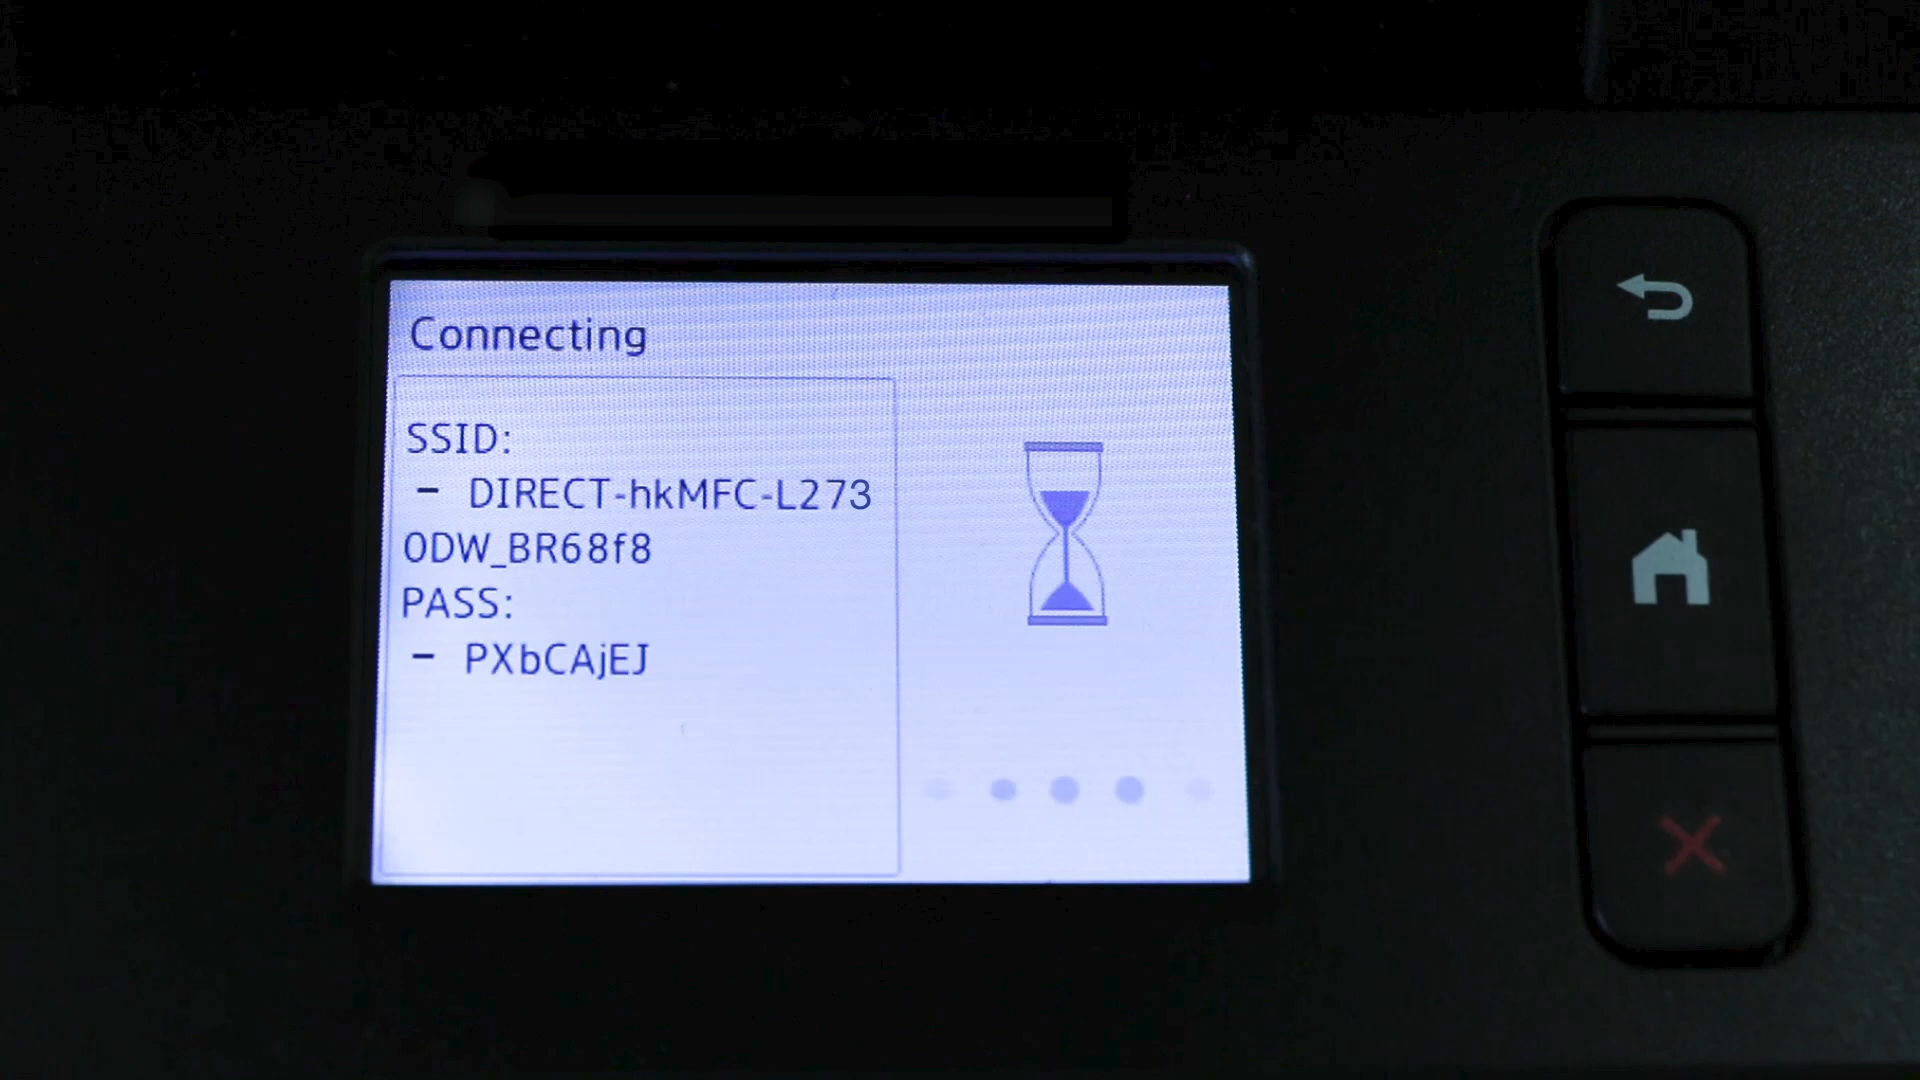 Connecting
SSID:
– DIRECT-hkMFC-L273
0DW_BR68f8
PASS:
– PXbCAjEJ